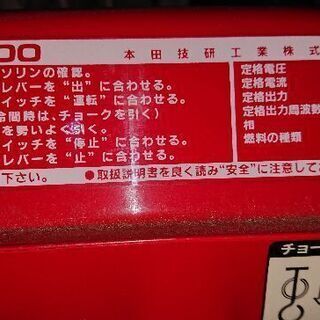 00 本田技研工業株式
ソリンの確認。
レバーを“出”に合わせる。
イッチを“運転”に合わせる。
冷間時は、チョークを引く)
を勢いよく引く。
イッチを“停止”に合わせる。
レバーを“止”に合わせる。
下さい。 ●取扱説明書を良く読み“安全”に注意して
定格電圧
定格電流
定格出力
定格出力周波数
相
燃料の種類
チョー